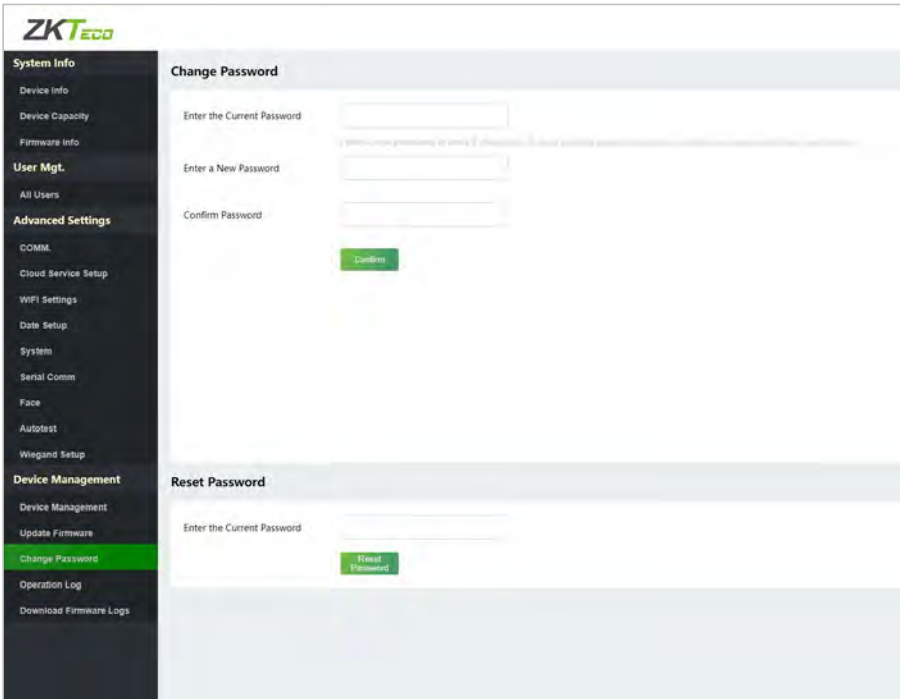 ZKTeco
System Info
Device Info
Device Capacity
Firmware Info
User Mgt.
All Users
Advanced Settings
COMM.
Cloud Service Setup
WIFI Settings
Date Setup
System
Serial Comm
Face
Autotest
Wiegand Setup
Device Management
Device Management
Update Firmware
Change Password
Operation Log
Download Firmware Logs
Change Password
Enter the Current Password
Enter a New Password
Confirm Password
Confirm
Reset Password
Enter the Current Password
Reset
Password